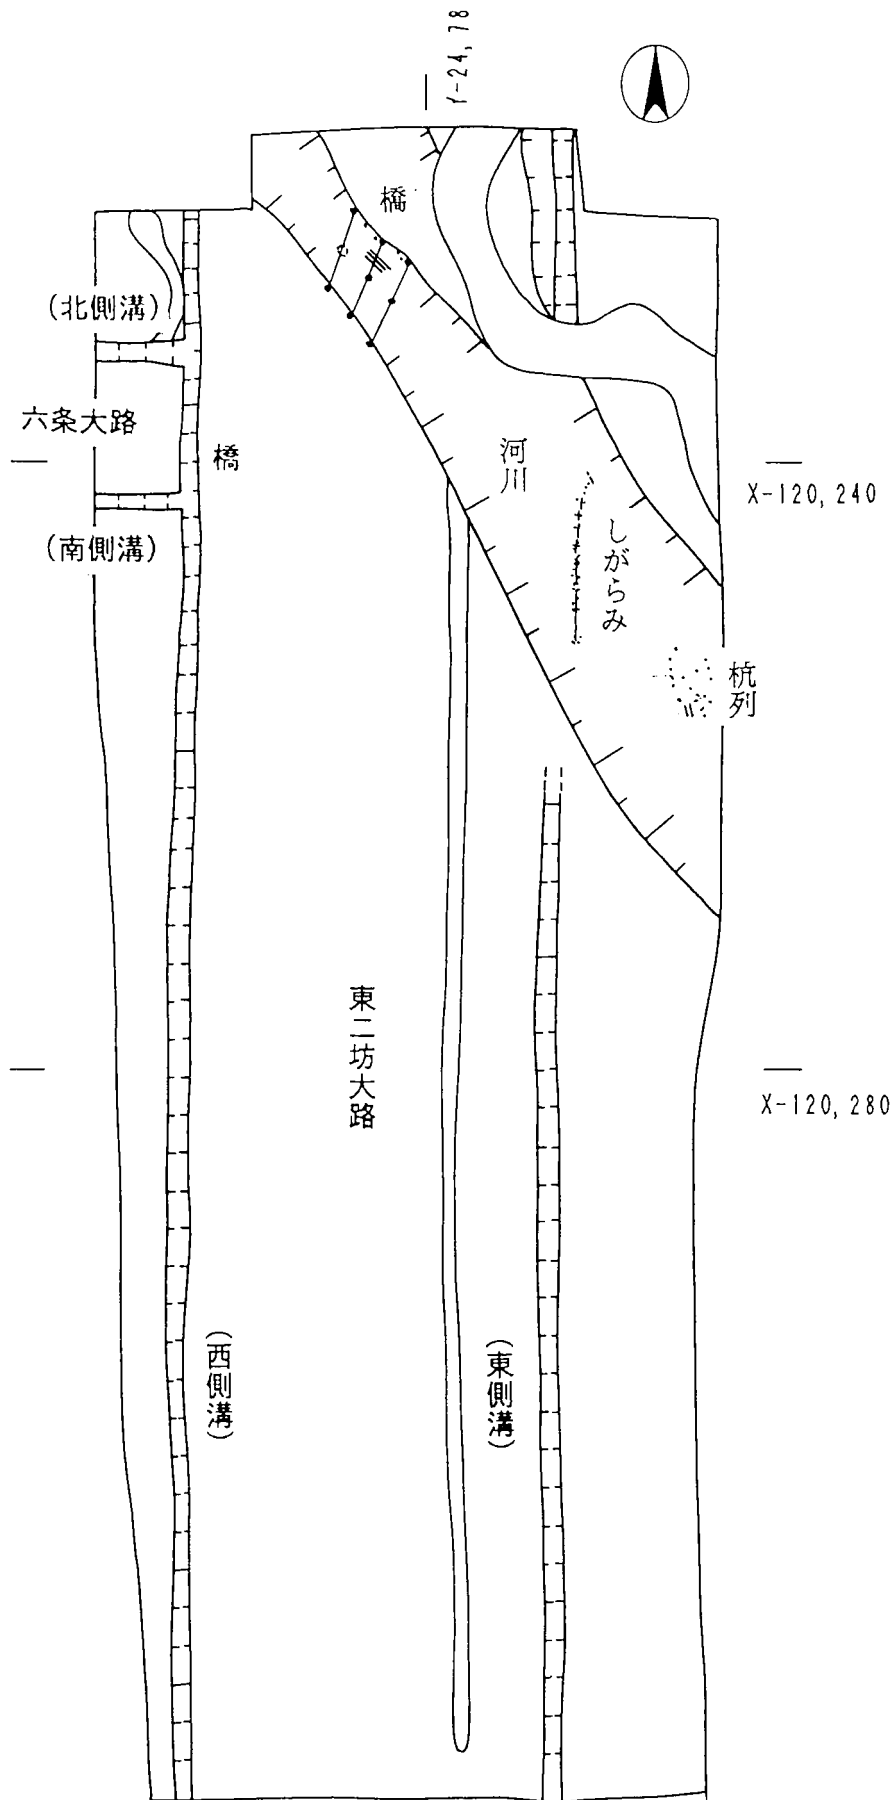 Y-24,78
橋
(北側溝)
六条大路
橋
河川
X-120,240
(南側溝)
しがらみ
杭列
東二坊大路
X-120,280
(西側溝)
(東側溝)